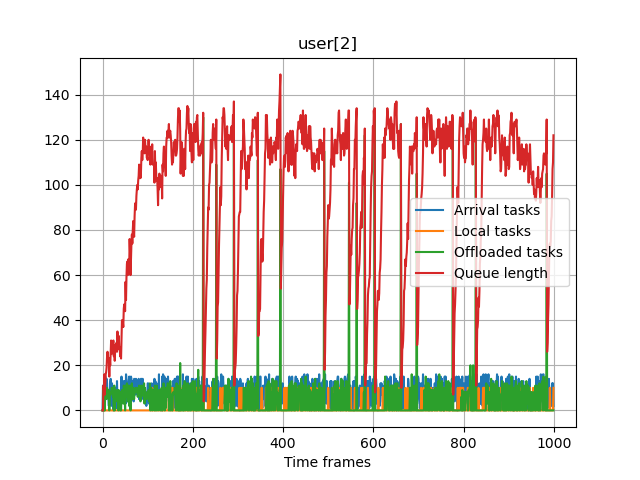 user[2]
140
120
100
80
60
40
20
0
Arrival tasks
Local tasks
Offloaded tasks
Queue length
0 200 400 600 800 1000
Time frames